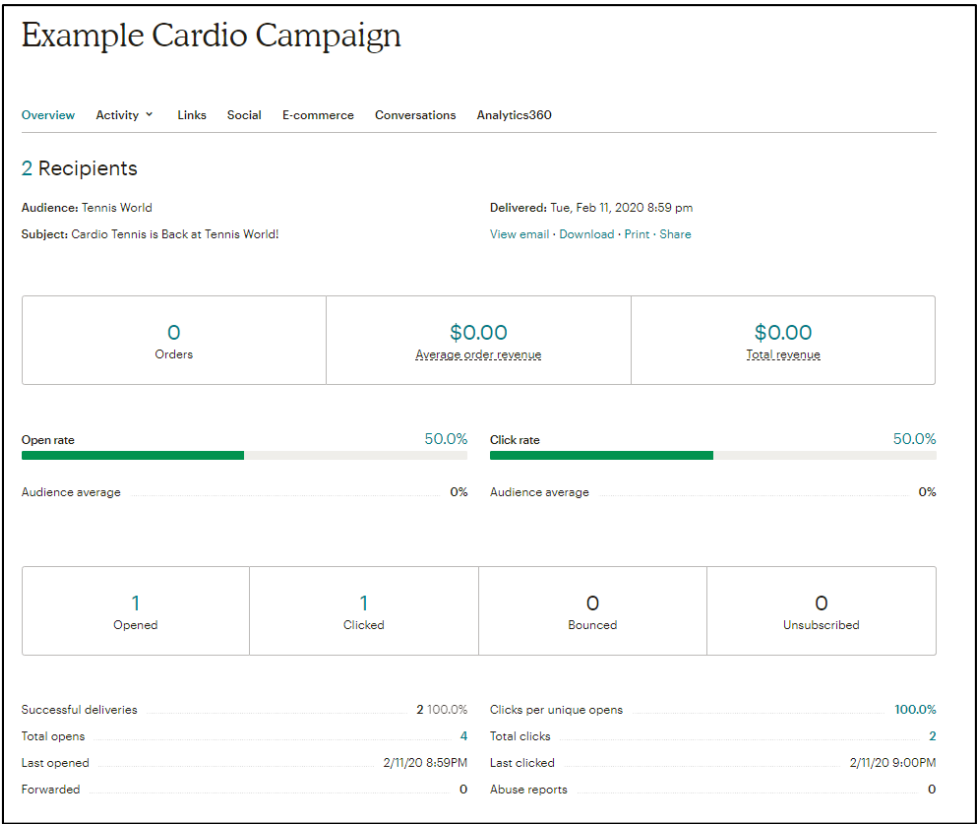 Example Cardio Campaign
Overview Activity Links Social E-commerce Conversations Analytics360
2 Recipients
Audience: Tennis World Delivered: Tue, Feb 11, 2020 8:59 pm
Subject: Cardio Tennis is Back at Tennis World! View email · Download · Print · Share
0 $0.00 $0.00
Orders Average order revenue Total revenue
Open rate 50.0% Click rate 50.0%
Audience average 0% Audience average 0%
1 1 0 0
Opened Clicked Bounced Unsubscribed
Successful deliveries 2 100.0% Clicks per unique opens 100.0%
Total opens 4 Total clicks 2
Last opened 2/11/20 8:59PM Last clicked 2/11/20 9:00PM
Forwarded 0 Abuse reports 0